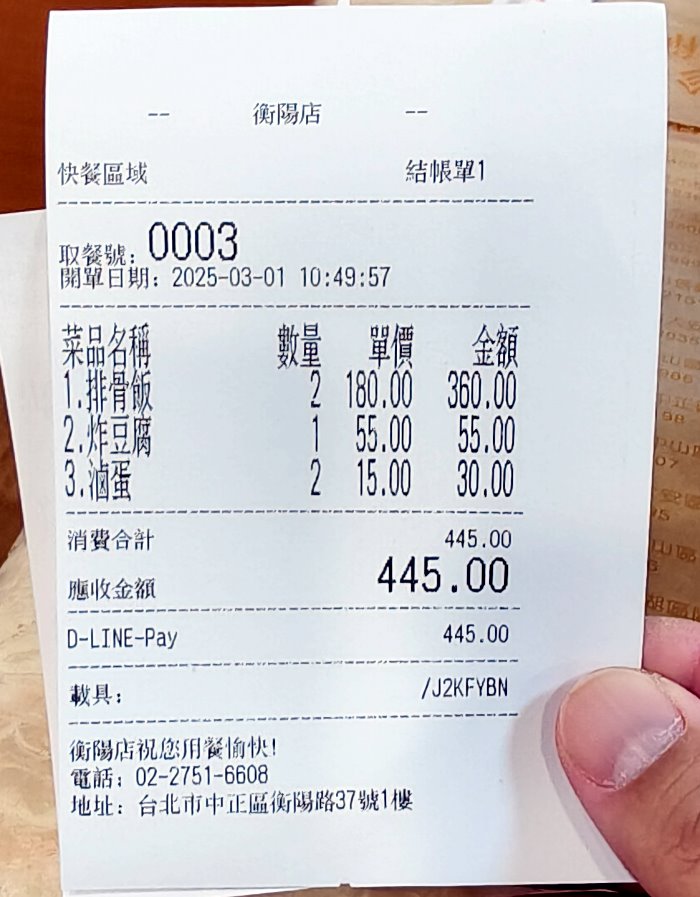 -- 衡陽店 --
快餐區域 結帳單1
取餐號: 0003
開單日期: 2025-03-01 10:49:57
菜品名稱 數量 單價 金額
1.排骨飯 2 180.00 360.00
2.炸豆腐 1 55.00 55.00
3.滷蛋 2 15.00 30.00
消費合計 445.00
應收金額 445.00
D-LINE-Pay 445.00
載具: /J2KFYBN
衡陽店祝您用餐愉快!
電話: 02-2751-6608
地址: 台北市中正區衡陽路37號1樓